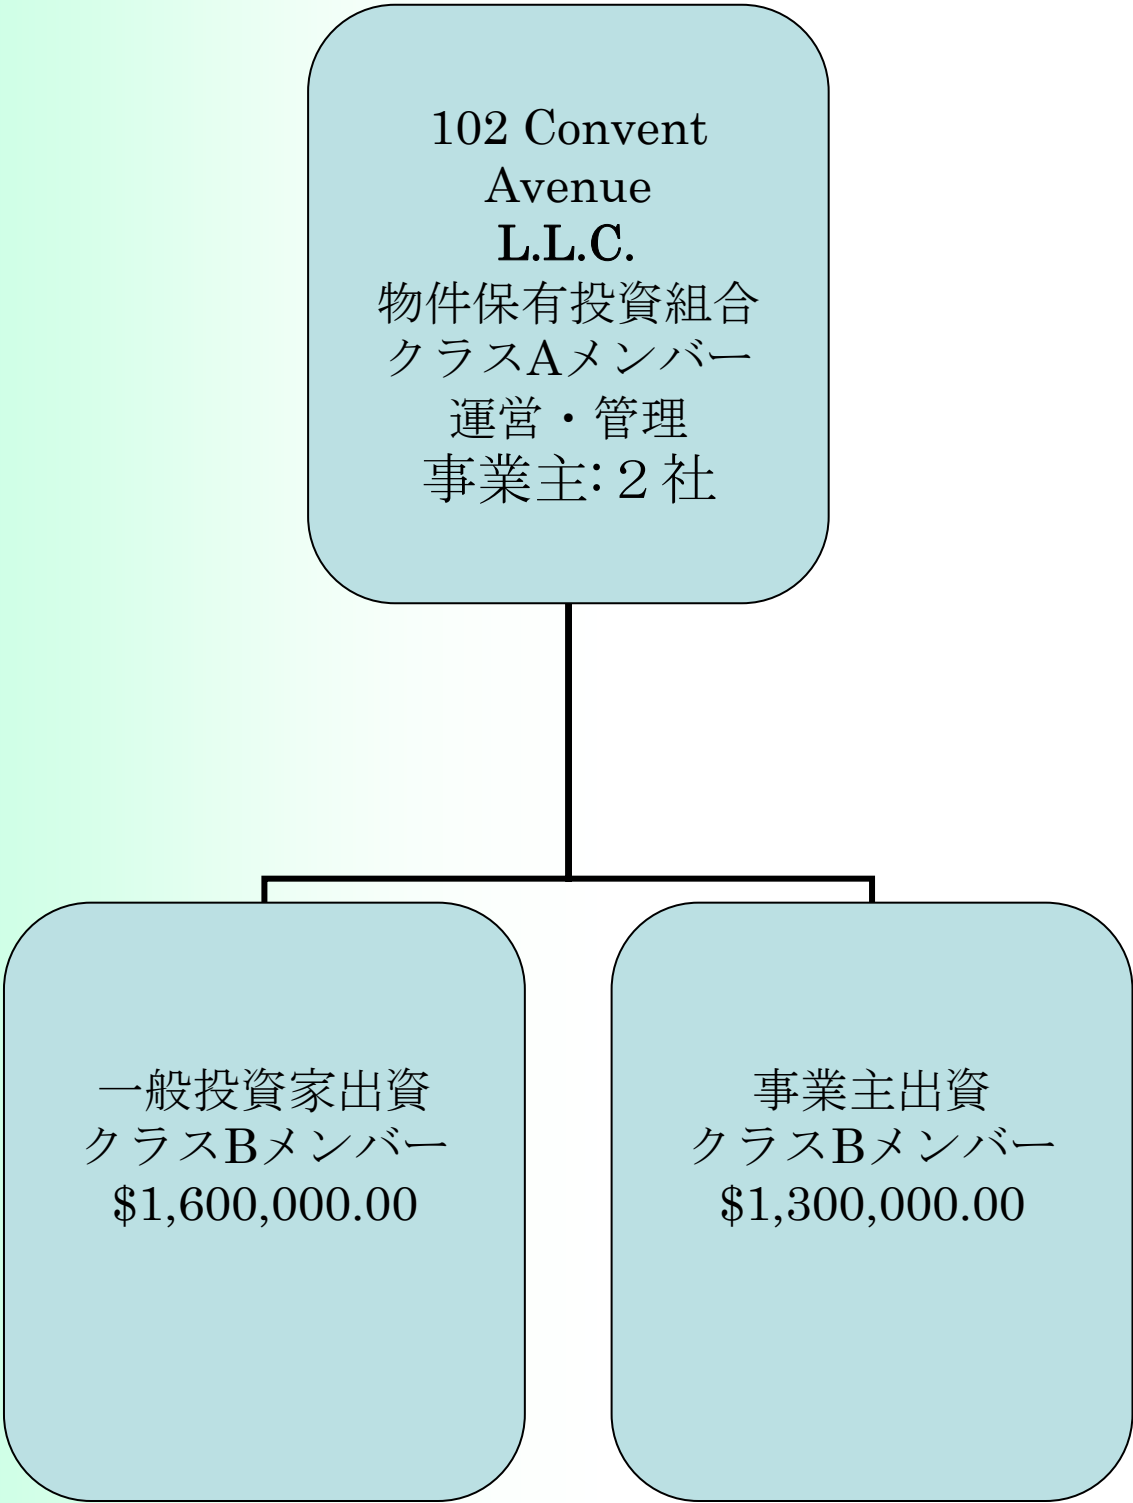 102 Convent
Avenue
L.L.C.
物件保有投資組合
クラスAメンバー
運営・管理
事業主:２社
一般投資家出資
クラスBメンバー
$1,600,000.00
事業主出資
クラスBメンバー
$1,300,000.00